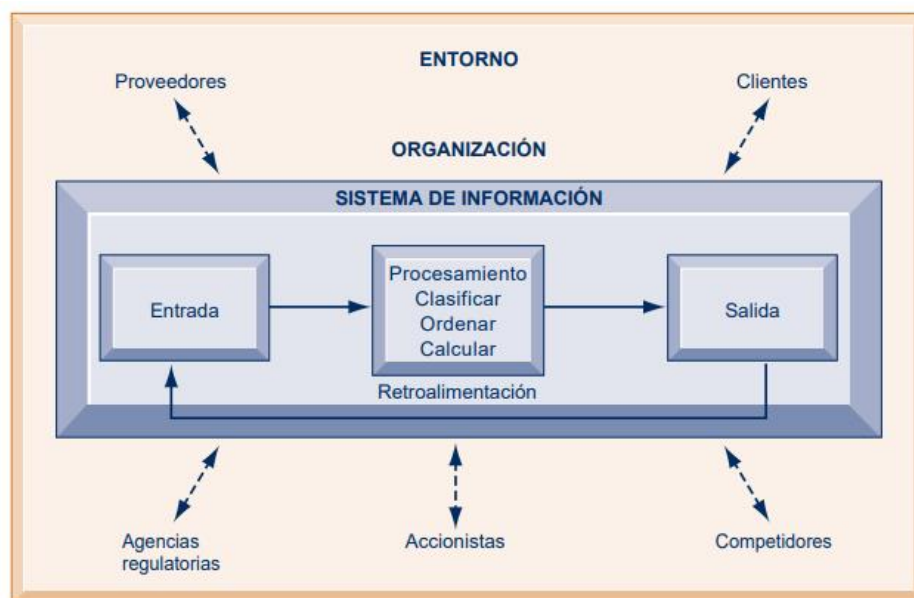 ENTORNO
Proveedores
Clientes
ORGANIZACIÓN
SISTEMA DE INFORMACIÓN
Entrada
Procesamiento
Clasificar
Ordenar
Calcular
Salida
Retroalimentación
Agencias
regulatorias
Accionistas
Competidores